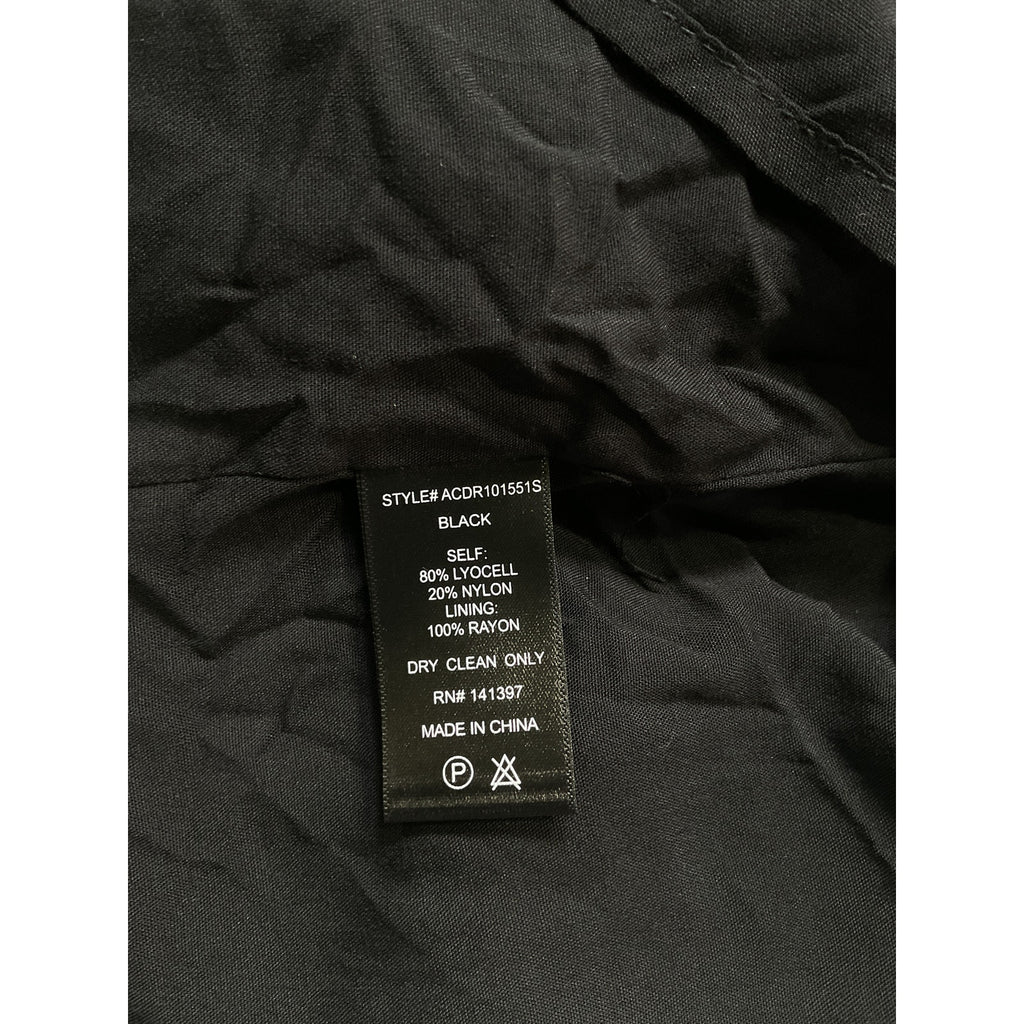 STYLE# ACDR101551S
BLACK
SELF:
80% LYOCELL
20% NYLON
LINING:
100% RAYON
DRY CLEAN ONLY
RN# 141397
MADE IN CHINA
P